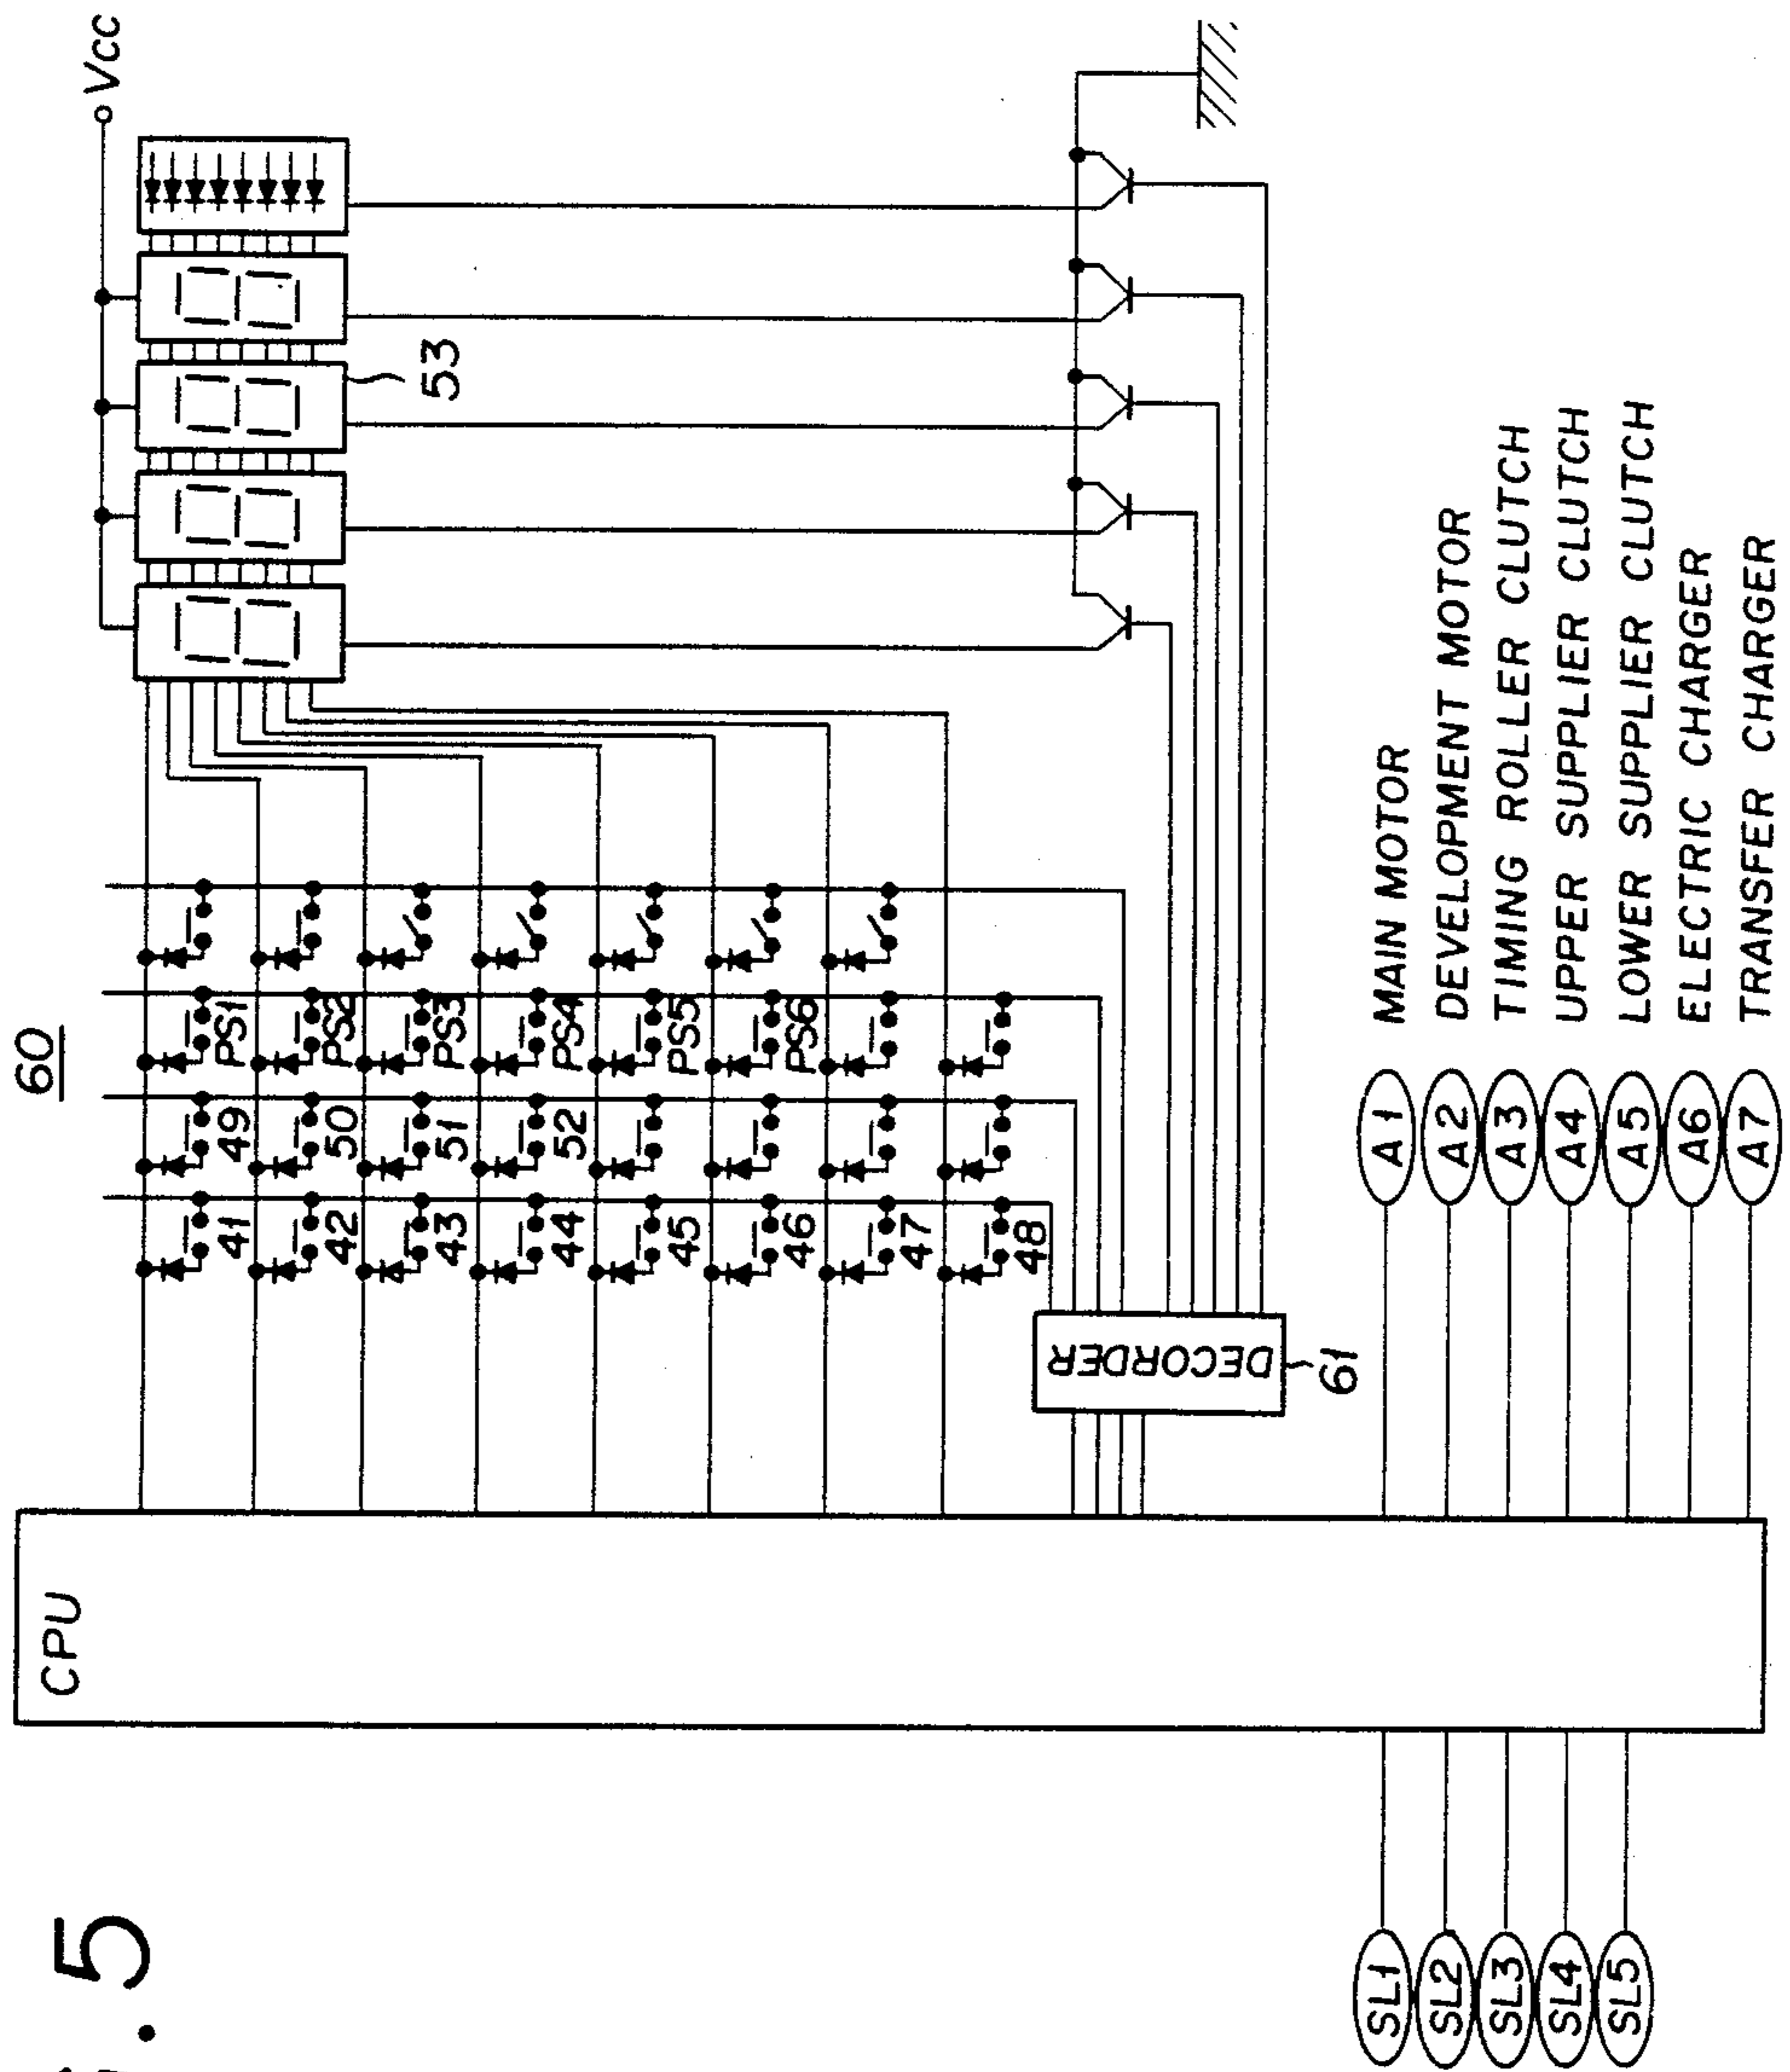 . 5
60
Vcc
CPU
53
41
42
43
44
45
46
47
48
49
50
51
52
PS1
PS2
PS3
PS4
PS5
PS6
DECORDER
61
SL1
SL2
SL3
SL4
SL5
A1 MAIN MOTOR
A2 DEVELOPMENT MOTOR
A3 TIMING ROLLER CLUTCH
A4 UPPER SUPPLIER CLUTCH
A5 LOWER SUPPLIER CLUTCH
A6 ELECTRIC CHARGER
A7 TRANSFER CHARGER